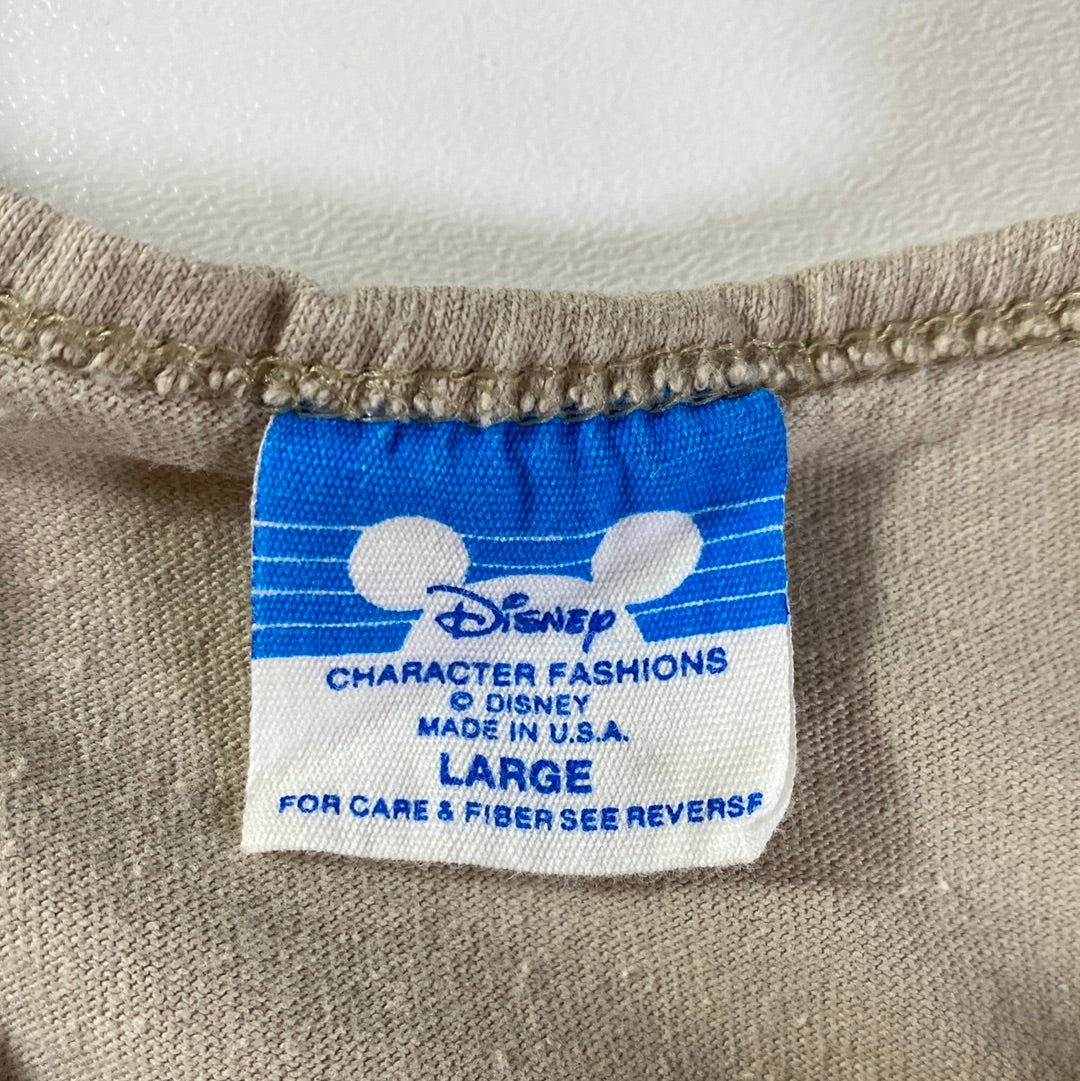 Disney
CHARACTER FASHIONS
© DISNEY
MADE IN U.S.A.
LARGE
FOR CARE & FIBER SEE REVERSE